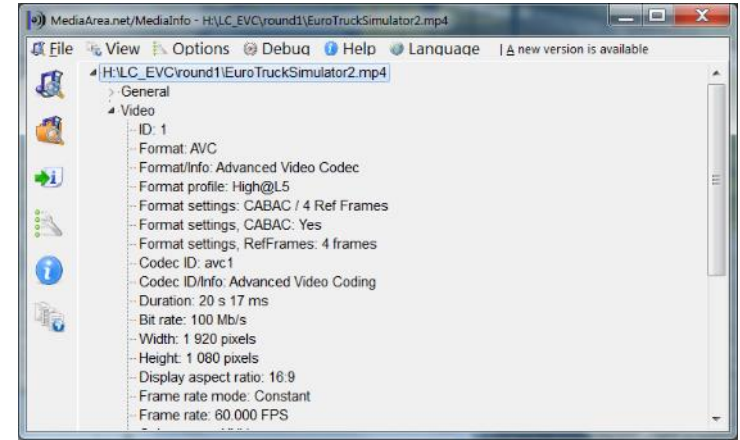 MediaArea.net/MediaInfo - H:\LC_EVC\round1\EuroTruckSimulator2.mp4
File View Options Debug Help Language | A new version is available
H:\LC_EVC\round1\EuroTruckSimulator2.mp4
General
Video
ID: 1
Format: AVC
Format/Info: Advanced Video Codec
Format profile: High@L5
Format settings: CABAC / 4 Ref Frames
Format settings, CABAC: Yes
Format settings, RefFrames: 4 frames
Codec ID: avc1
Codec ID/Info: Advanced Video Coding
Duration: 20 s 17 ms
Bit rate: 100 Mb/s
Width: 1 920 pixels
Height: 1 080 pixels
Display aspect ratio: 16:9
Frame rate mode: Constant
Frame rate: 60.000 FPS